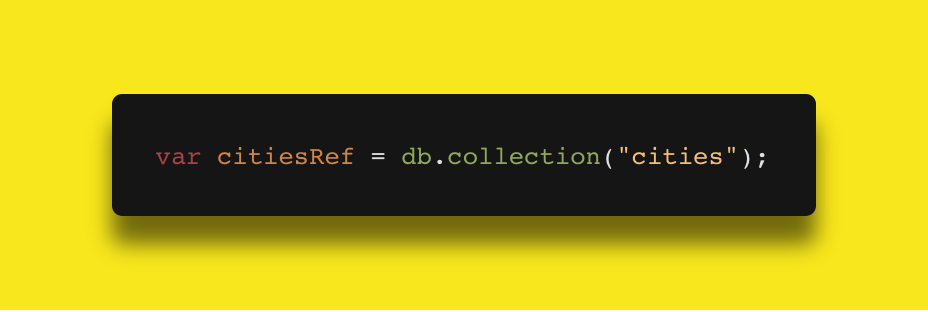 var citiesRef = db.collection("cities");